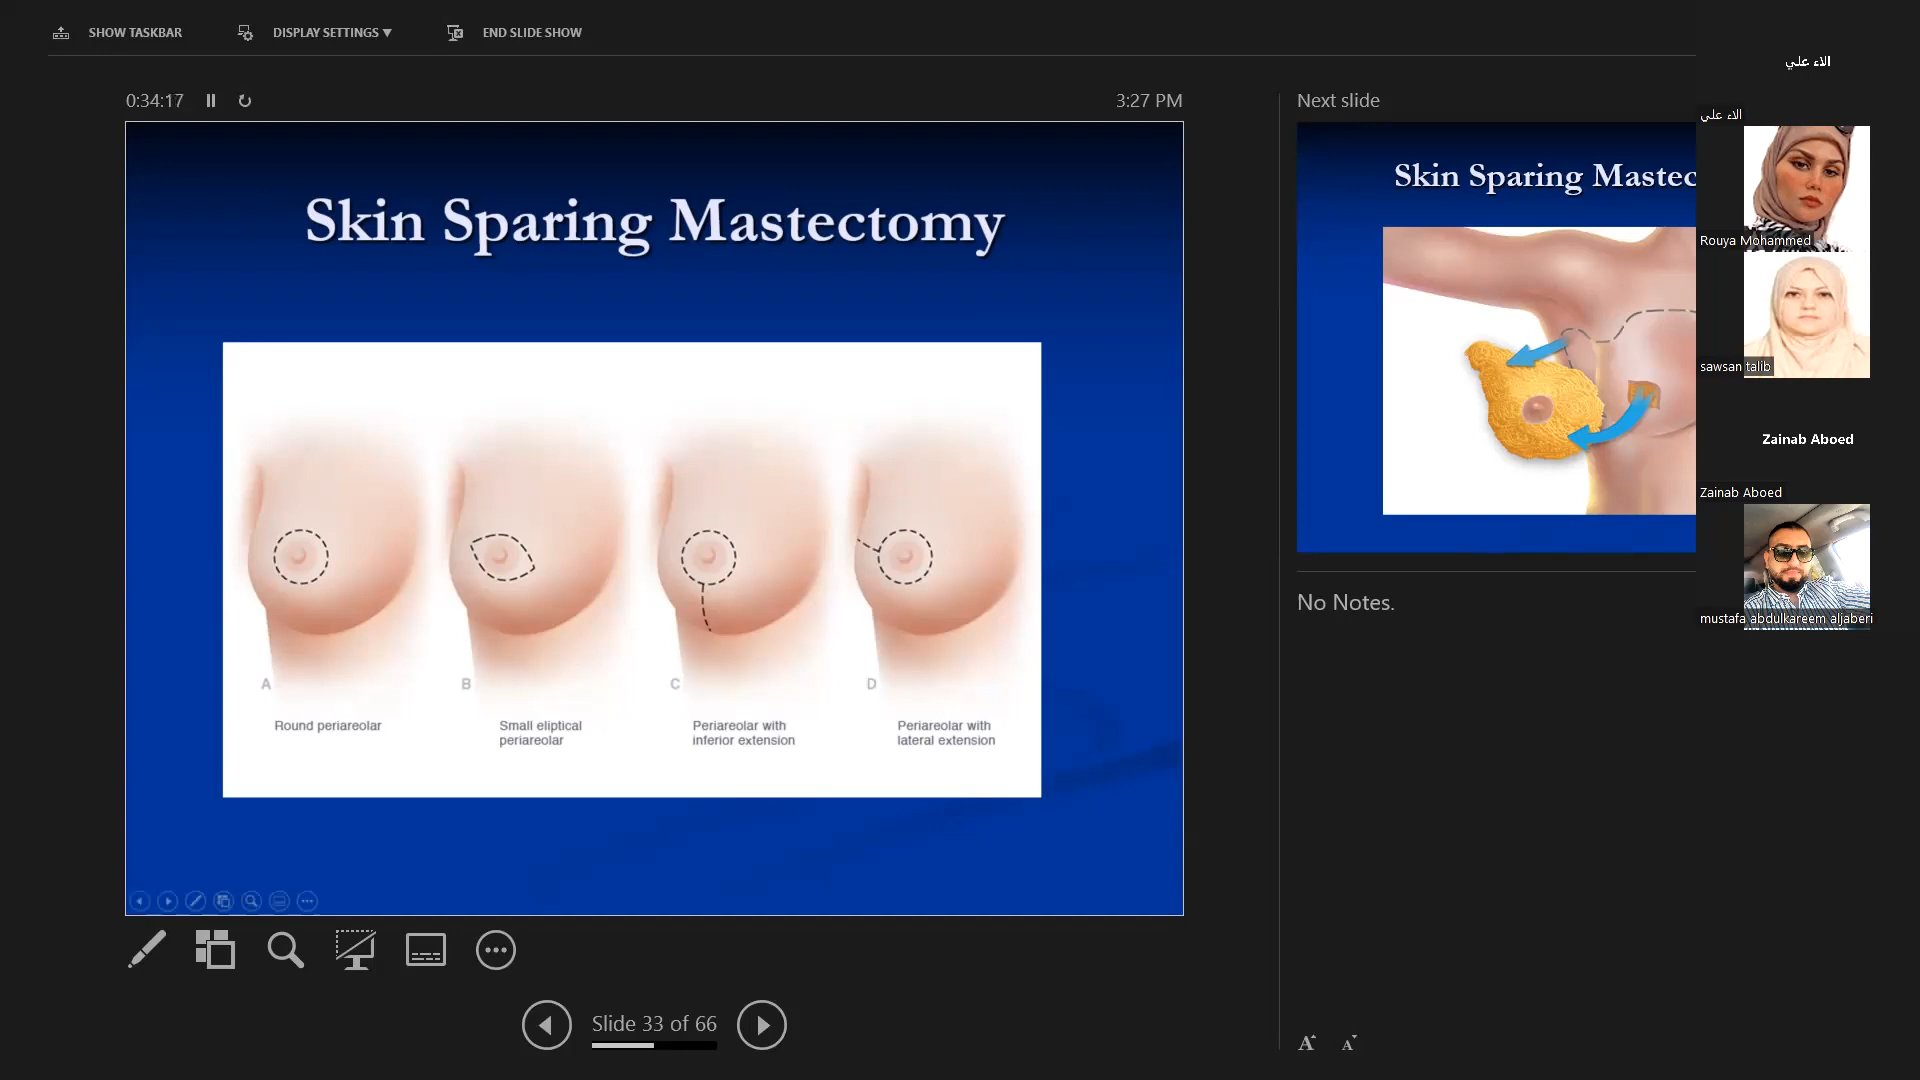 SHOW TASKBAR
DISPLAY SETTINGS ▼
END SLIDE SHOW
0:34:17
3:27 PM
Skin Sparing Mastectomy
A
B
C
D
Round periareolar
Small eliptical
periareolar
Periareolar with
inferior extension
Periareolar with
lateral extension
Slide 33 of 66
Next slide
Skin Sparing Mastec
No Notes.
A
A
الاء علي
الاء علي
Rouya Mohammed
sawsan talib
Zainab Aboed
Zainab Aboed
mustafa abdulkareem aljaberi